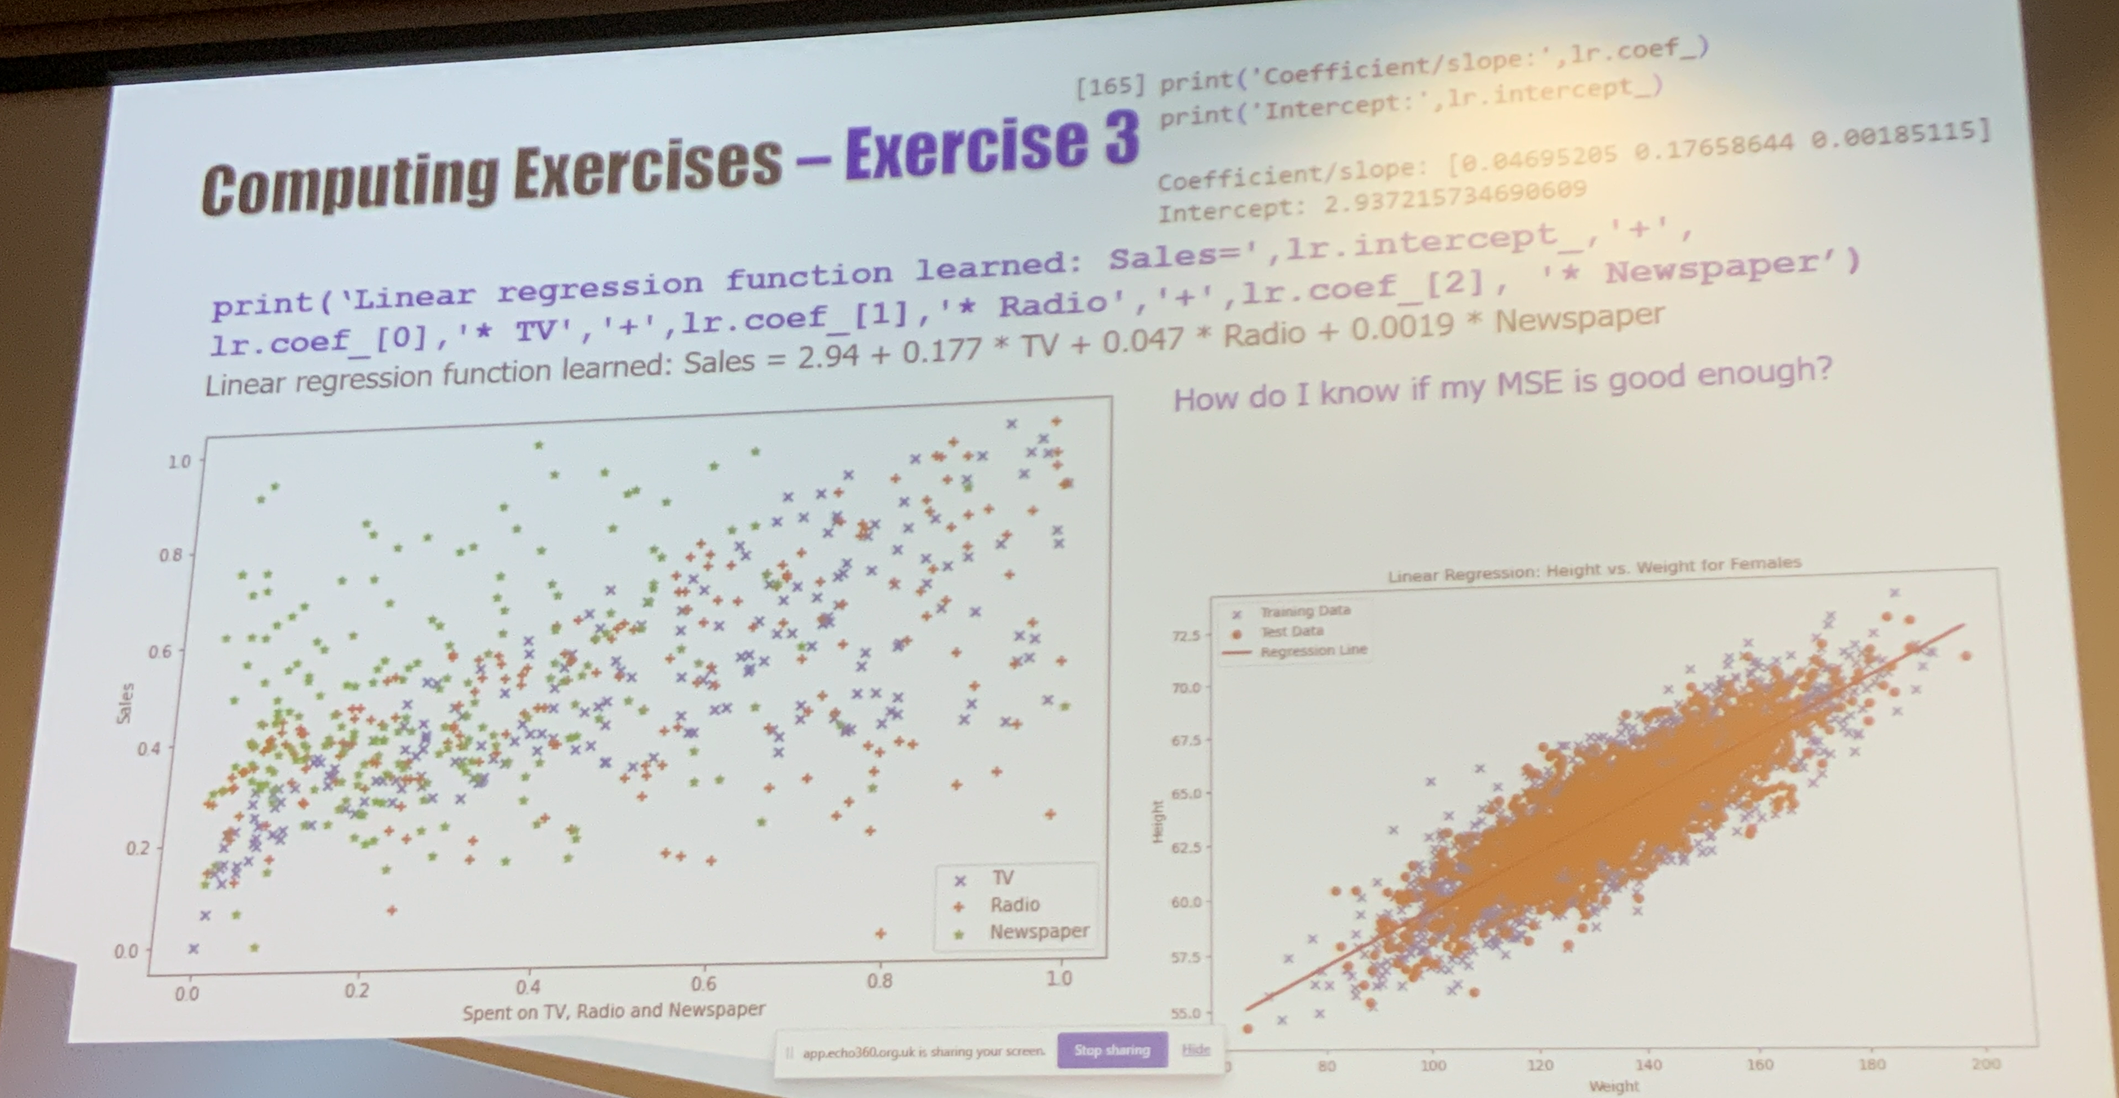 [165] print('Coefficient/slope:',lr.coef_)
print('Intercept:',lr.intercept_)
Coefficient/slope: [0.04695205 0.17658644 0.00185115]
Intercept: 2.937215734690609
Computing Exercises – Exercise 3
print(‘Linear regression function learned: Sales=',lr.intercept_,'+',
lr.coef_[0],'* TV','+',lr.coef_[1],'* Radio','+',lr.coef_[2], '* Newspaper’)
Linear regression function learned: Sales = 2.94 + 0.177 * TV + 0.047 * Radio + 0.0019 * Newspaper
How do I know if my MSE is good enough?
1.0
0.8
0.6
0.4
0.2
0.0
Sales
TV
Radio
Newspaper
0.0 0.2 0.4 0.6 0.8 1.0
Spent on TV, Radio and Newspaper
Linear Regression: Height vs. Weight for Females
Training Data
Test Data
Regression Line
72.5
70.0
67.5
65.0
62.5
60.0
57.5
55.0
Height
80 100 120 140 160 180 200
Weight
app.echo360.org.uk is sharing your screen. Stop sharing Hide